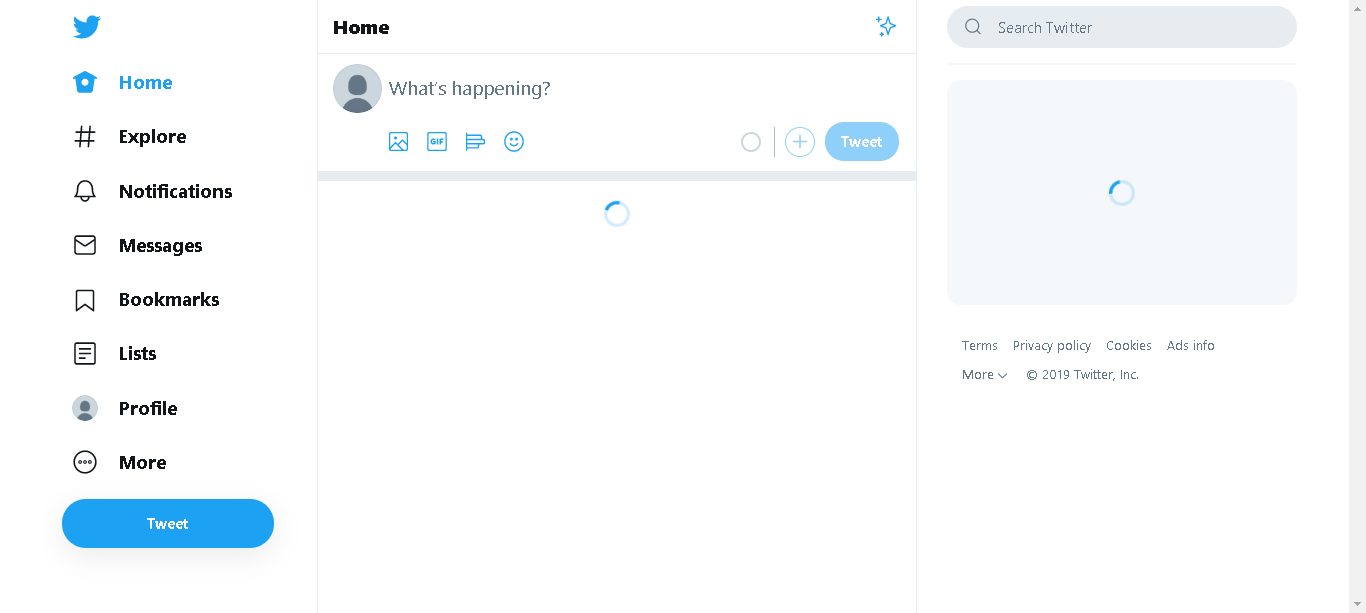 Home
Explore
Notifications
Messages
Bookmarks
Lists
Profile
More
Tweet
Home
What's happening?
GIF
Tweet
Search Twitter
Terms Privacy policy Cookies Ads info
More © 2019 Twitter, Inc.